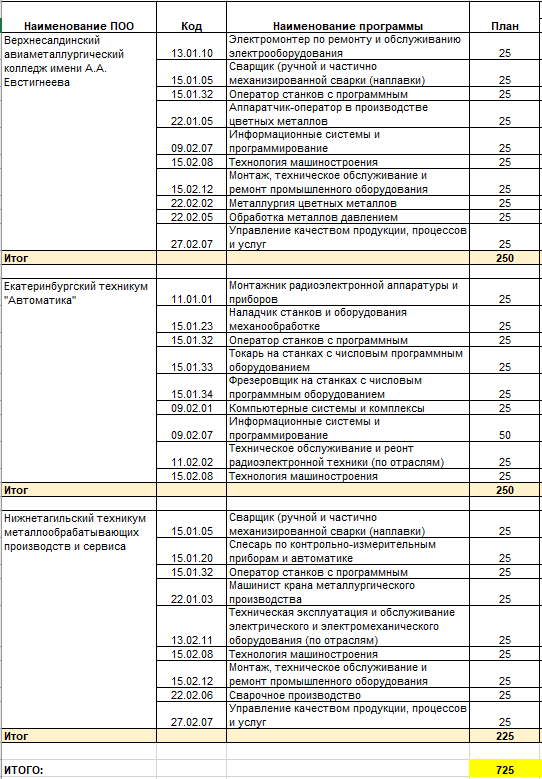 Наименование ПОО Код Наименование программы План
Верхнесалдинский
авиаметаллургический
колледж имени А.А.
Евстигнеева
Электромонтер по ремонту и обслуживанию
13.01.10 электрооборудования 25
Сварщик (ручной и частично
15.01.05 механизированной сварки (наплавки) 25
15.01.32 Оператор станков с программным 25
Аппаратчик-оператор в производстве
22.01.05 цветных металлов 25
Информационные системы и
09.02.07 программирование 25
15.02.08 Технология машиностроения 25
Монтаж, техническое обслуживание и
15.02.12 ремонт промышленного оборудования 25
22.02.02 Металлургия цветных металлов 25
22.02.05 Обработка металлов давлением 25
Управление качеством продукции, процессов
27.02.07 и услуг 25
Итог 250
Екатеринбургский техникум
"Автоматика"
Монтажник радиоэлектронной аппаратуры и
11.01.01 приборов 25
Наладчик станков и оборудования
15.01.23 механообработке 25
15.01.32 Оператор станков с программным 25
Токарь на станках с числовым программным
15.01.33 оборудованием 25
Фрезеровщик на станках с числовым
15.01.34 программным оборудованием 25
09.02.01 Компьютерные системы и комплексы 25
Информационные системы и
09.02.07 программирование 50
Техническое обслуживание и реонт
11.02.02 радиоэлектронной техники (по отраслям) 25
15.02.08 Технология машиностроения 25
Итог 250
Нижнетагильский техникум
металлообрабатывающих
производств и сервиса
Сварщик (ручной и частично
15.01.05 механизированной сварки (наплавки) 25
Слесарь по контрольно-измерительным
15.01.20 приборам и автоматике 25
15.01.32 Оператор станков с программным 25
Машинист крана металлургического
22.01.03 производства 25
Техническая эксплуатация и обслуживание
электрического и электромеханического
13.02.11 оборудования (по отраслям) 25
15.02.08 Технология машиностроения 25
Монтаж, техническое обслуживание и
15.02.12 ремонт промышленного оборудования 25
22.02.06 Сварочное производство 25
Управление качеством продукции, процессов
27.02.07 и услуг 25
Итог 225
ИТОГО: 725